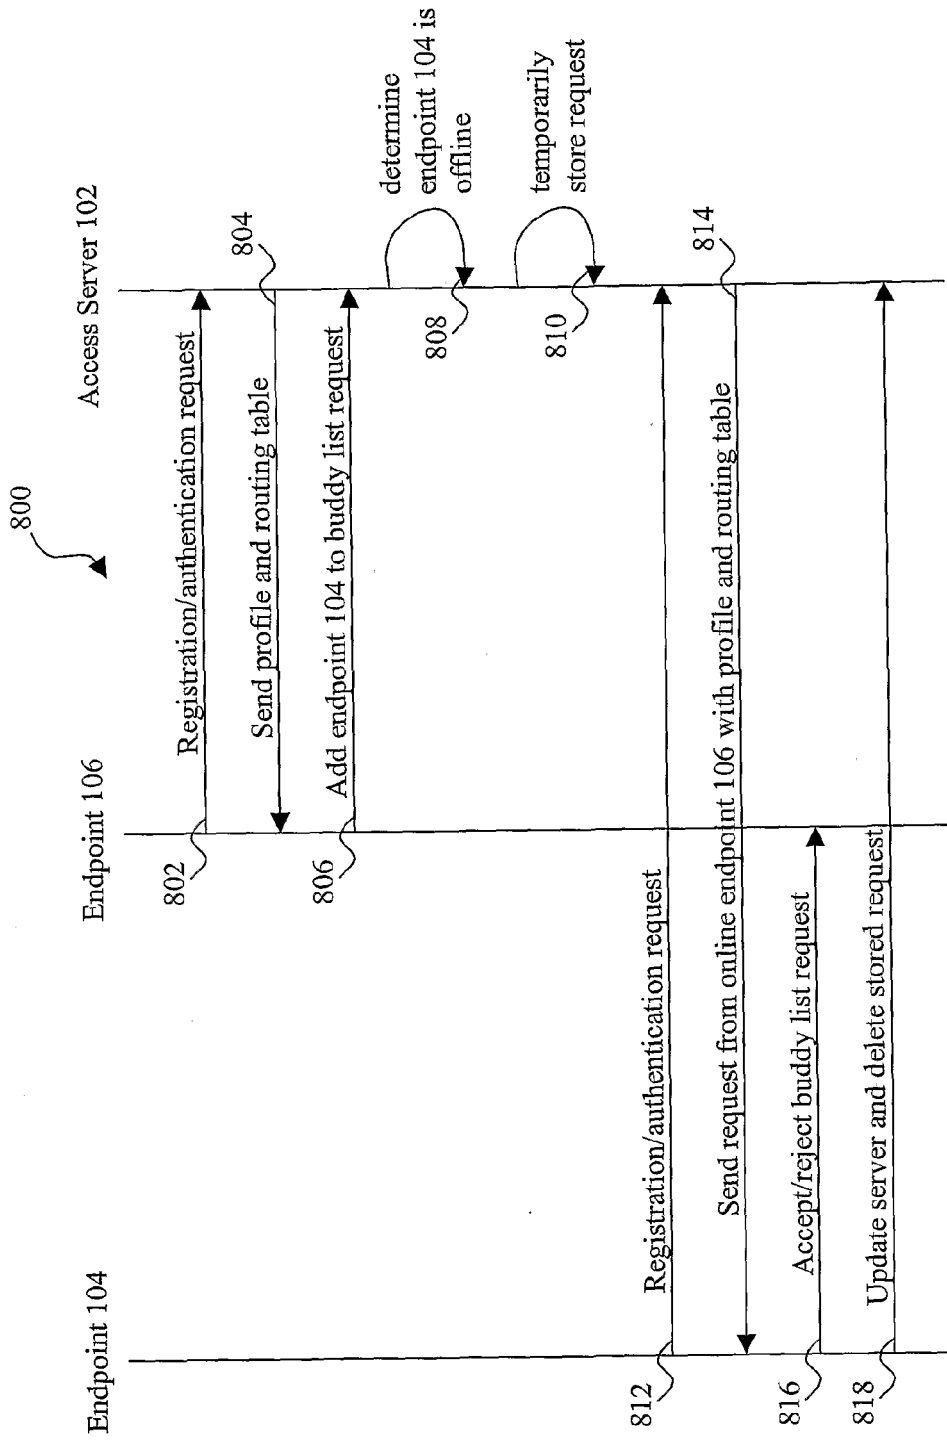 800
Endpoint 104
Endpoint 106
Access Server 102
Registration/authentication request
802
804
Send profile and routing table
Add endpoint 104 to buddy list request
806
determine
endpoint 104 is
offline
808
temporarily
store request
810
Registration/authentication request
812
814
Send request from online endpoint 106 with profile and routing table
Accept/reject buddy list request
816
Update server and delete stored request
818